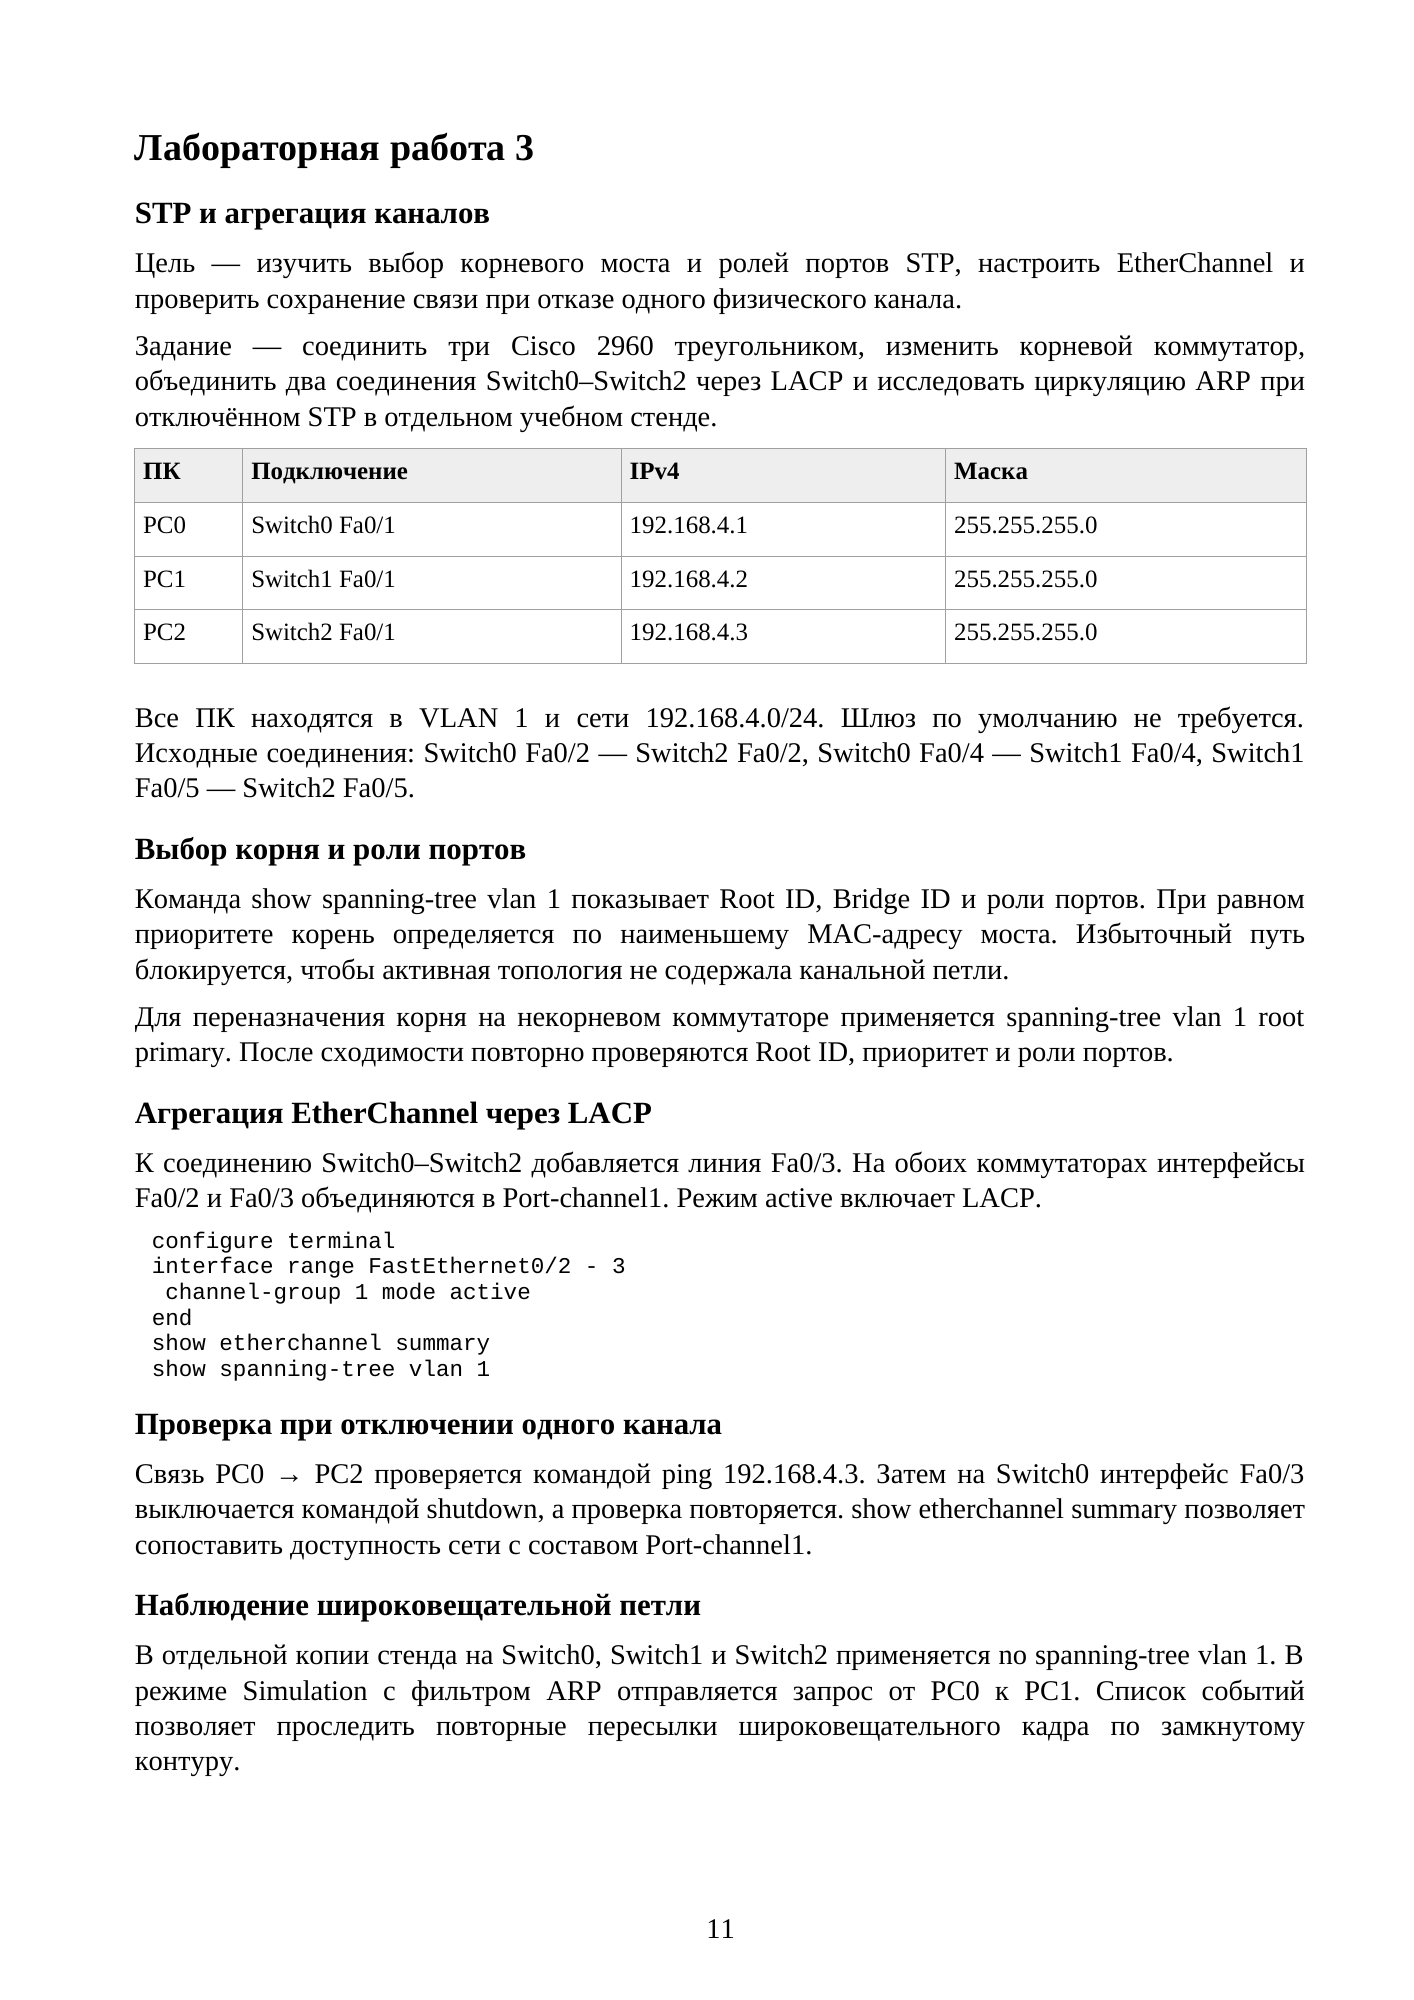 Лабораторная работа 3
STP и агрегация каналов
Цель — изучить выбор корневого моста и ролей портов STP, настроить EtherChannel и
проверить сохранение связи при отказе одного физического канала.
Задание — соединить три Cisco 2960 треугольником, изменить корневой коммутатор,
объединить два соединения Switch0–Switch2 через LACP и исследовать циркуляцию ARP при
отключённом STP в отдельном учебном стенде.
ПК Подключение IPv4 Маска
PC0 Switch0 Fa0/1 192.168.4.1 255.255.255.0
PC1 Switch1 Fa0/1 192.168.4.2 255.255.255.0
PC2 Switch2 Fa0/1 192.168.4.3 255.255.255.0
Все ПК находятся в VLAN 1 и сети 192.168.4.0/24. Шлюз по умолчанию не требуется.
Исходные соединения: Switch0 Fa0/2 — Switch2 Fa0/2, Switch0 Fa0/4 — Switch1 Fa0/4, Switch1
Fa0/5 — Switch2 Fa0/5.
Выбор корня и роли портов
Команда show spanning-tree vlan 1 показывает Root ID, Bridge ID и роли портов. При равном
приоритете корень определяется по наименьшему MAC-адресу моста. Избыточный путь
блокируется, чтобы активная топология не содержала канальной петли.
Для переназначения корня на некорневом коммутаторе применяется spanning-tree vlan 1 root
primary. После сходимости повторно проверяются Root ID, приоритет и роли портов.
Агрегация EtherChannel через LACP
К соединению Switch0–Switch2 добавляется линия Fa0/3. На обоих коммутаторах интерфейсы
Fa0/2 и Fa0/3 объединяются в Port-channel1. Режим active включает LACP.
configure terminal
interface range FastEthernet0/2 - 3
 channel-group 1 mode active
end
show etherchannel summary
show spanning-tree vlan 1
Проверка при отключении одного канала
Связь PC0 → PC2 проверяется командой ping 192.168.4.3. Затем на Switch0 интерфейс Fa0/3
выключается командой shutdown, а проверка повторяется. show etherchannel summary позволяет
сопоставить доступность сети с составом Port-channel1.
Наблюдение широковещательной петли
В отдельной копии стенда на Switch0, Switch1 и Switch2 применяется no spanning-tree vlan 1. В
режиме Simulation с фильтром ARP отправляется запрос от PC0 к PC1. Список событий
позволяет проследить повторные пересылки широковещательного кадра по замкнутому
контуру.
11